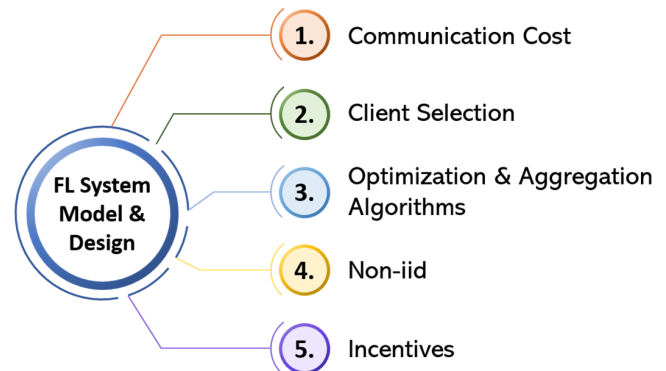 FL System
Model &
Design
1. Communication Cost
2. Client Selection
3. Optimization & Aggregation
Algorithms
4. Non-iid
5. Incentives